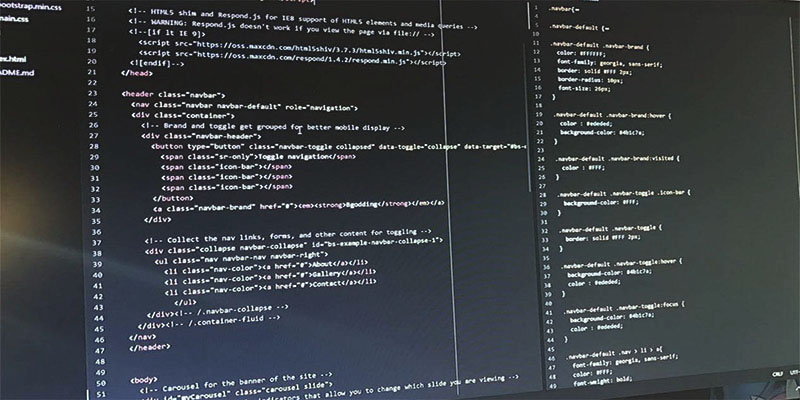 bootstrap.min.css
main.css
README.md
15
16 <!-- HTML5 shim and Respond.js for IE8 support of HTML5 elements and media queries -->
17 <!-- WARNING: Respond.js doesn't work if you view the page via file:// -->
18 <!--[if lt IE 9]>
19 <script src="https://oss.maxcdn.com/html5shiv/3.7.3/html5shiv.min.js"></script>
20 <script src="https://oss.maxcdn.com/respond/1.4.2/respond.min.js"></script>
<![endif]-->
21 </head>
22
23 <header class="navbar">
24 <nav class="navbar navbar-default" role="navigation">
25 <div class="container">
26 <!-- Brand and toggle get grouped for better mobile display -->
27 <div class="navbar-header">
28 <button type="button" class="navbar-toggle collapsed" data-toggle="collapse" data-target="#bs-
29 <span class="sr-only">Toggle navigation</span>
30 <span class="icon-bar"></span>
31 <span class="icon-bar"></span>
32 <span class="icon-bar"></span>
33 </button>
34 <a class="navbar-brand" href="#"><em><strong>Bgodding</strong></em></a>
35 </div>
36
37 <!-- Collect the nav links, forms, and other content for toggling -->
38 <div class="collapse navbar-collapse" id="bs-example-navbar-collapse-1">
39 <ul class="nav navbar-nav navbar-right">
40 <li class="nav-color"><a href="#">About</a></li>
41 <li class="nav-color"><a href="#">Gallery</a></li>
42 <li class="nav-color"><a href="#">Contact</a></li>
43 </ul>
44 </div><!-- /.navbar-collapse -->
45 </div><!-- /.container-fluid -->
46 </nav>
47 </header>
48
49
50 <body>
51 <!-- Carousel for the banner of the site -->
<div id="myCarousel" class="carousel slide">
indicators that allow you to change which slide you are viewing -->
.navbar{
.navbar-default {
.navbar-default .navbar-brand {
color: #ffffff;
font-family: georgia, sans-serif;
border: solid #FFF 2px;
border-radius: 10px;
font-size: 26px;
}
.navbar-default .navbar-brand:hover {
color : #ededed;
background-color: #4b1c7a;
}
.navbar-default .navbar-brand:visited {
color : #fff;
}
.navbar-default .navbar-toggle .icon-bar {
background-color: #fff;
}
.navbar-default .navbar-toggle {
border: solid #FFF 2px;
}
.navbar-default .navbar-toggle:hover {
background-color: #4b1c7a;
color : #ededed;
}
.navbar-default .navbar-toggle:focus {
background-color: #4b1c7a;
color : #ededed;
}
.navbar-default .nav > li > a{
font-family: georgia, sans-serif;
color: #FFF;
font-weight: bold;
CRLF